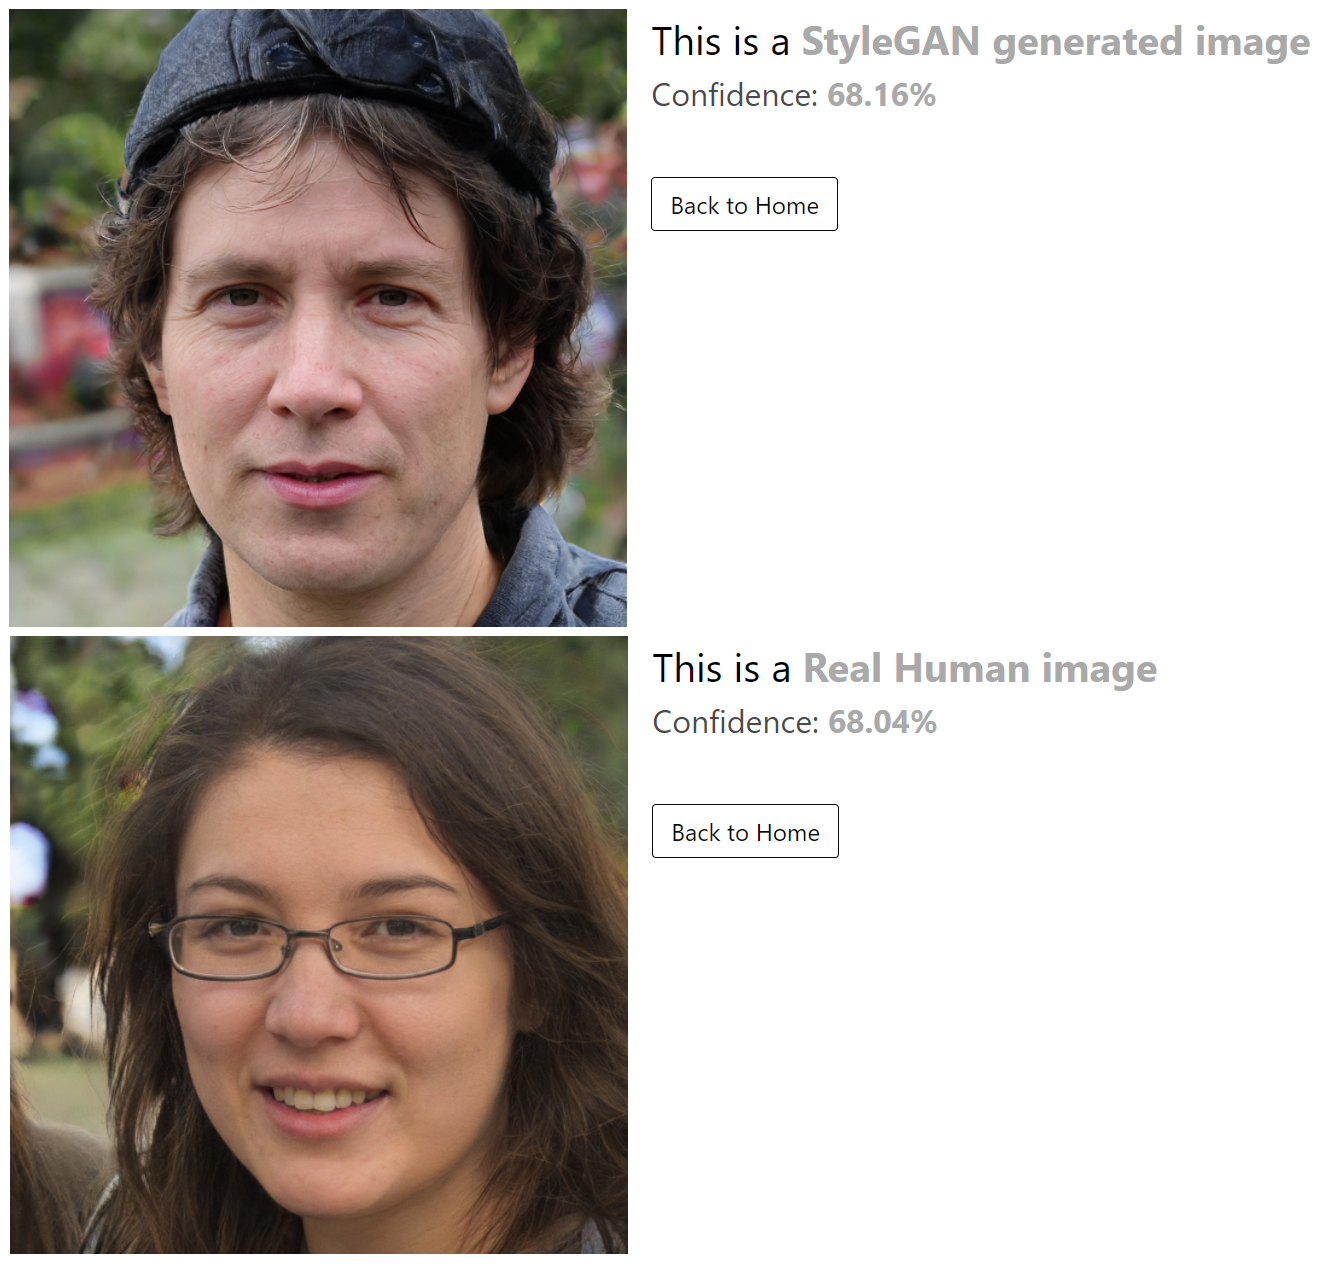 This is a StyleGAN generated image
Confidence: 68.16%
Back to Home
This is a Real Human image
Confidence: 68.04%
Back to Home